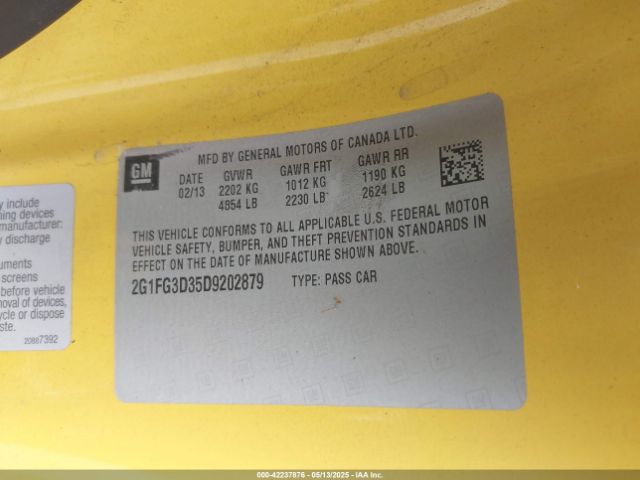 GM
MFD BY GENERAL MOTORS OF CANADA LTD.
DATE GVWR GAWR FRT GAWR RR
02/13 2202 KG 1012 KG 1190 KG
4854 LB 2230 LB 2624 LB
THIS VEHICLE CONFORMS TO ALL APPLICABLE U.S. FEDERAL MOTOR
VEHICLE SAFETY, BUMPER, AND THEFT PREVENTION STANDARDS IN
EFFECT ON THE DATE OF MANUFACTURE SHOWN ABOVE.
2G1FG3D35D9202879 TYPE: PASS CAR
y include
ning devices
manufacturer:
y discharge
uments
screens
before vehicle
moval of devices,
ycle or dispose
ste.
20887392
000-42237876 - 05/13/2025 - IAA Inc.